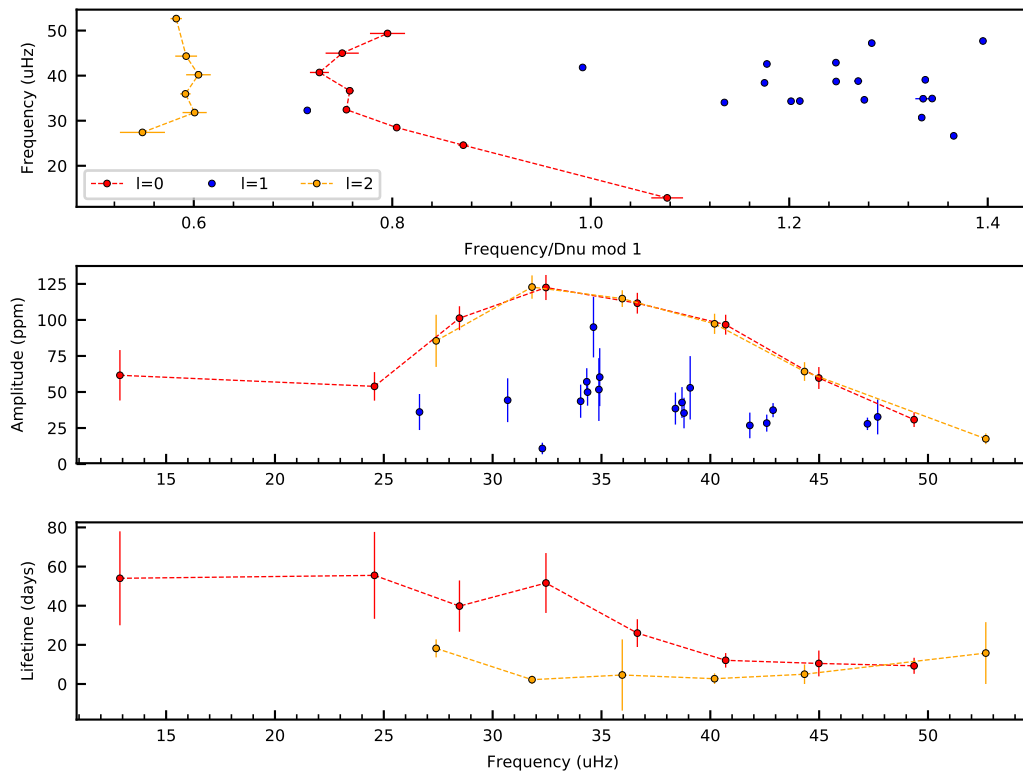 50
40
30
20
Frequency (uHz)
l=0 l=1 l=2
0.6 0.8 1.0 1.2 1.4
Frequency/Dnu mod 1
125
100
75
50
25
0
Amplitude (ppm)
15 20 25 30 35 40 45 50
80
60
40
20
0
Lifetime (days)
15 20 25 30 35 40 45 50
Frequency (uHz)